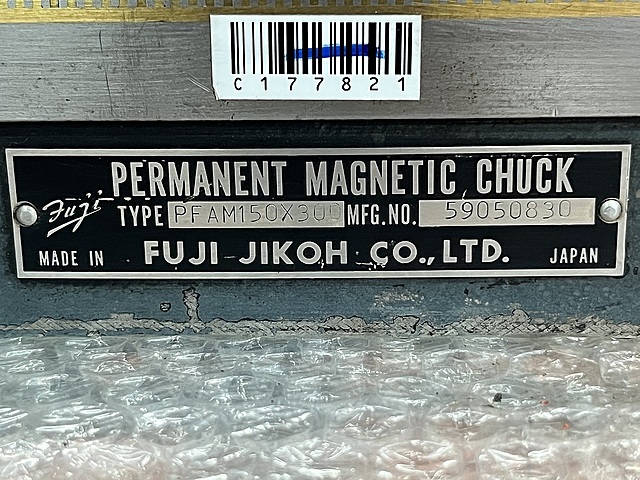 C177821
PERMANENT MAGNETIC CHUCK
Fuji TYPE PFAM150X300 MFG.NO. 59050830
MADE IN FUJI JIKOH CO.,LTD. JAPAN